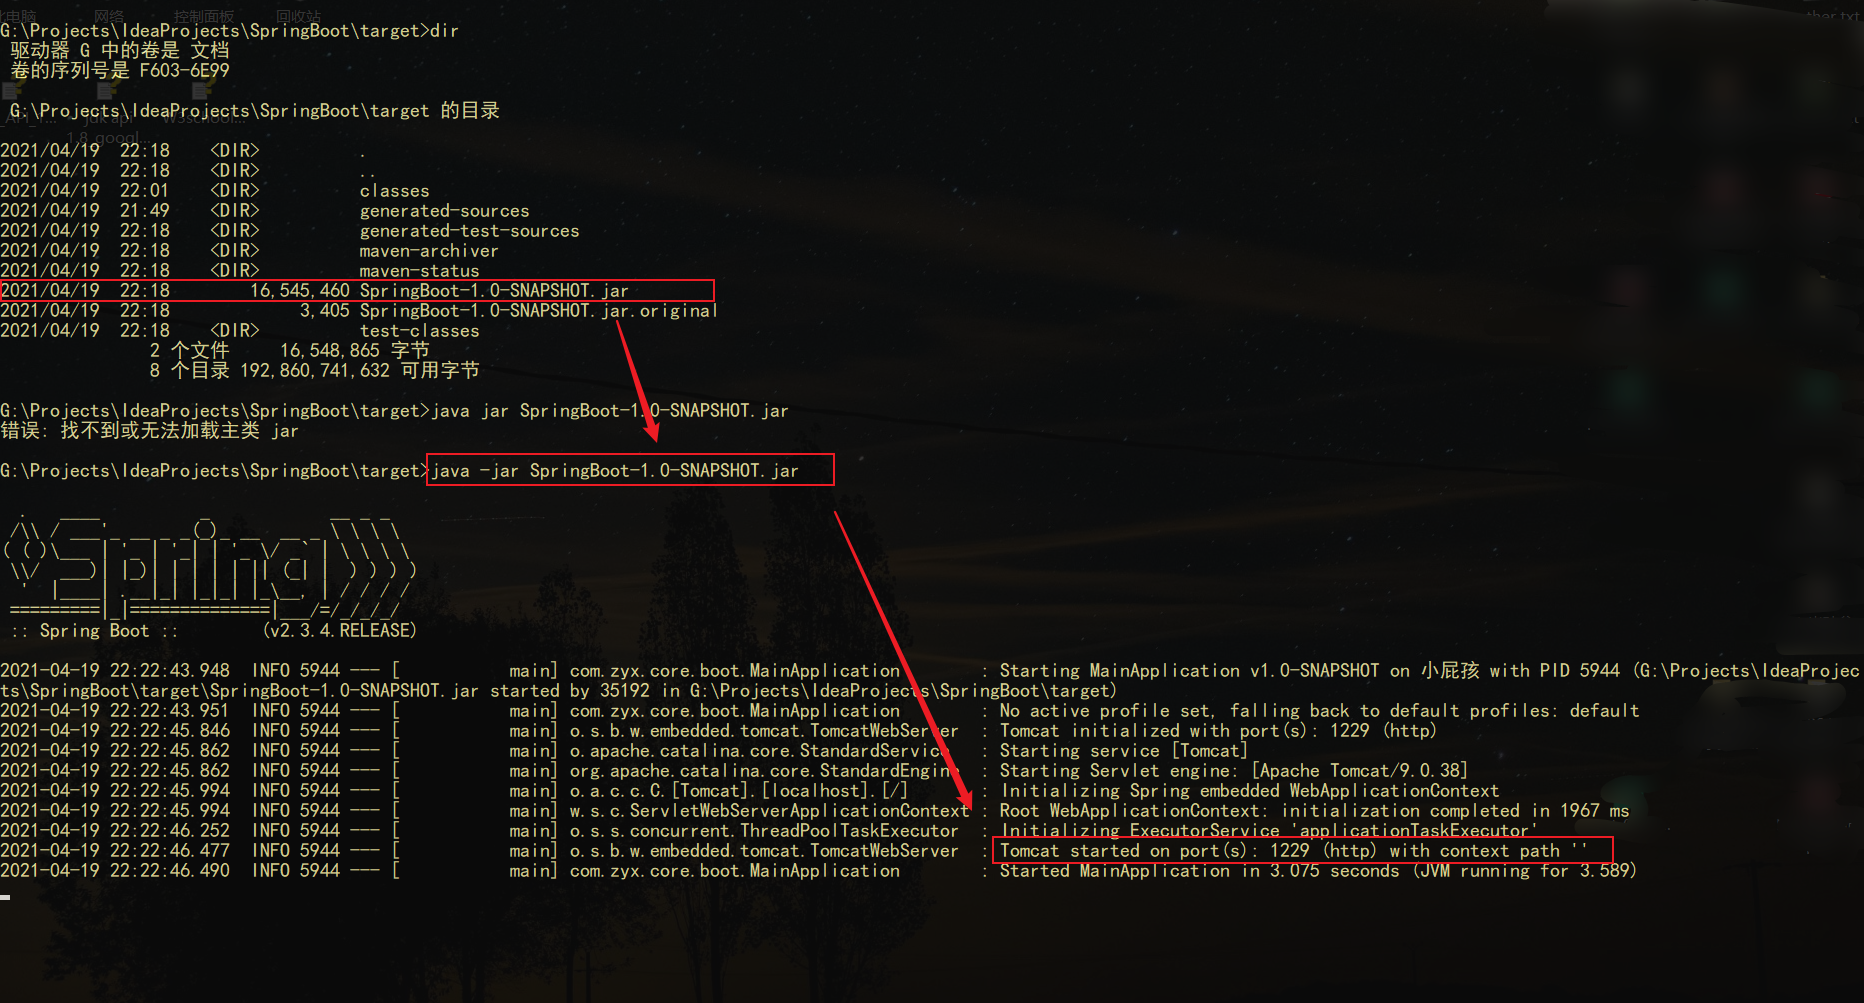 此电脑 网络 控制面板 回收站
G:\Projects\IdeaProjects\SpringBoot\target>dir
驱动器 G 中的卷是 文档
卷的序列号是 F603-6E99
G:\Projects\IdeaProjects\SpringBoot\target 的目录
2021/04/19  22:18    <DIR>          .
2021/04/19  22:18    <DIR>          ..
2021/04/19  22:01    <DIR>          classes
2021/04/19  21:49    <DIR>          generated-sources
2021/04/19  22:18    <DIR>          generated-test-sources
2021/04/19  22:18    <DIR>          maven-archiver
2021/04/19  22:18    <DIR>          maven-status
2021/04/19  22:18        16,545,460 SpringBoot-1.0-SNAPSHOT.jar
2021/04/19  22:18             3,405 SpringBoot-1.0-SNAPSHOT.jar.original
2021/04/19  22:18    <DIR>          test-classes
2 个文件     16,548,865 字节
8 个目录 192,860,741,632 可用字节
G:\Projects\IdeaProjects\SpringBoot\target>java jar SpringBoot-1.0-SNAPSHOT.jar
错误: 找不到或无法加载主类 jar
G:\Projects\IdeaProjects\SpringBoot\target>java -jar SpringBoot-1.0-SNAPSHOT.jar
Spring
:: Spring Boot ::        (v2.3.4.RELEASE)
2021-04-19 22:22:43.948  INFO 5944 --- [           main] com.zyx.core.boot.MainApplication        : Starting MainApplication v1.0-SNAPSHOT on 小屁孩 with PID 5944 (G:\Projects\IdeaProjec
ts\SpringBoot\target\SpringBoot-1.0-SNAPSHOT.jar started by 35192 in G:\Projects\IdeaProjects\SpringBoot\target)
2021-04-19 22:22:43.951  INFO 5944 --- [           main] com.zyx.core.boot.MainApplication        : No active profile set, falling back to default profiles: default
2021-04-19 22:22:45.846  INFO 5944 --- [           main] o.s.b.w.embedded.tomcat.TomcatWebServer  : Tomcat initialized with port(s): 1229 (http)
2021-04-19 22:22:45.862  INFO 5944 --- [           main] o.apache.catalina.core.StandardService   : Starting service [Tomcat]
2021-04-19 22:22:45.862  INFO 5944 --- [           main] org.apache.catalina.core.StandardEngine  : Starting Servlet engine: [Apache Tomcat/9.0.38]
2021-04-19 22:22:45.994  INFO 5944 --- [           main] o.a.c.c.C.[Tomcat].[localhost].[/]       : Initializing Spring embedded WebApplicationContext
2021-04-19 22:22:45.994  INFO 5944 --- [           main] w.s.c.ServletWebServerApplicationContext : Root WebApplicationContext: initialization completed in 1967 ms
2021-04-19 22:22:46.252  INFO 5944 --- [           main] o.s.s.concurrent.ThreadPoolTaskExecutor  : Initializing ExecutorService 'applicationTaskExecutor'
2021-04-19 22:22:46.477  INFO 5944 --- [           main] o.s.b.w.embedded.tomcat.TomcatWebServer  : Tomcat started on port(s): 1229 (http) with context path ''
2021-04-19 22:22:46.490  INFO 5944 --- [           main] com.zyx.core.boot.MainApplication        : Started MainApplication in 3.075 seconds (JVM running for 3.589)